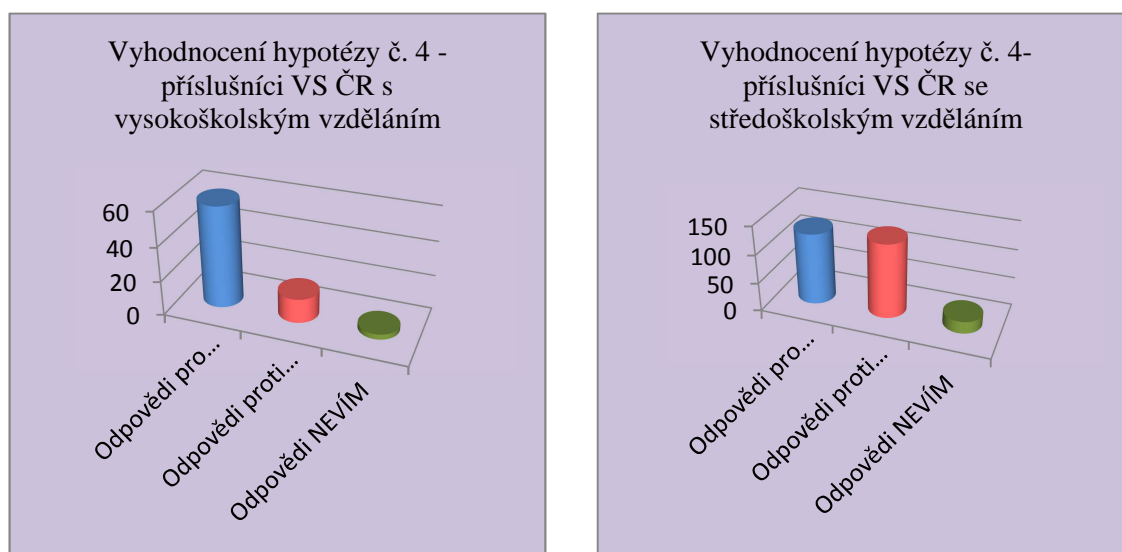 Vyhodnocení hypotézy č. 4 -
příslušníci VS ČR s
vysokoškolským vzděláním
60
40
20
0
Odpovědi pro...
Odpovědi proti...
Odpovědi NEVÍM
Vyhodnocení hypotézy č. 4-
příslušníci VS ČR se
středoškolským vzděláním
150
100
50
0
Odpovědi pro...
Odpovědi proti...
Odpovědi NEVÍM